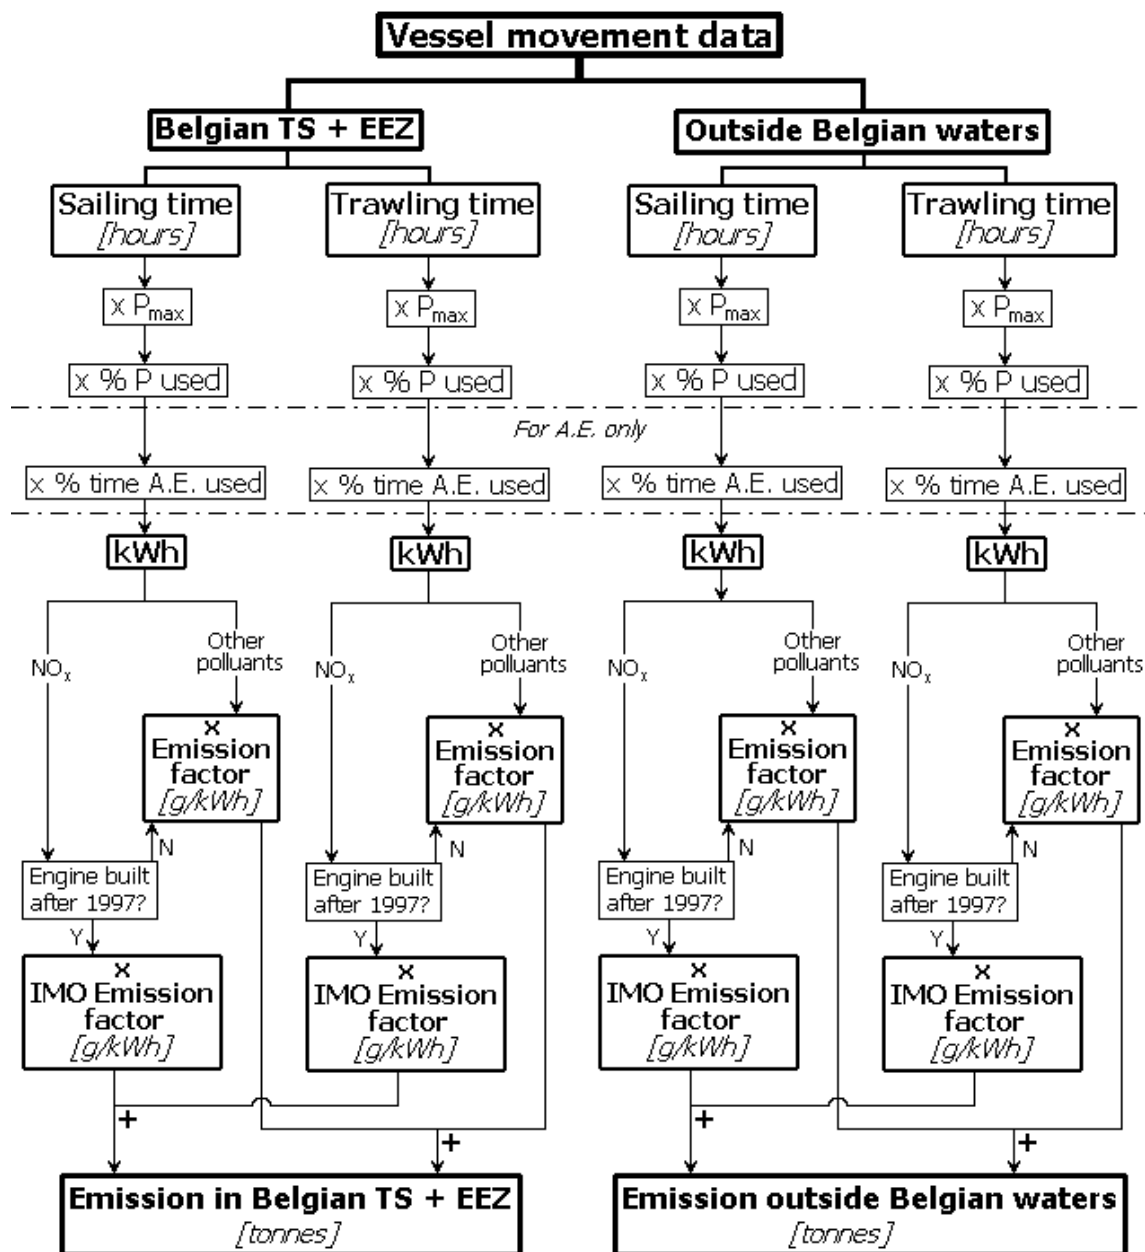 Vessel movement data
Belgian TS + EEZ
Outside Belgian waters
Sailing time
[hours]
Trawling time
[hours]
Sailing time
[hours]
Trawling time
[hours]
x Pmax
x Pmax
x Pmax
x Pmax
x % P used
x % P used
x % P used
x % P used
For A.E. only
x % time A.E. used
x % time A.E. used
x % time A.E. used
x % time A.E. used
kWh
kWh
kWh
kWh
NOx
Other
polluants
NOx
Other
polluants
NOx
Other
polluants
NOx
Other
polluants
x
Emission
factor
[g/kWh]
x
Emission
factor
[g/kWh]
x
Emission
factor
[g/kWh]
x
Emission
factor
[g/kWh]
N
N
N
N
Engine built
after 1997?
Engine built
after 1997?
Engine built
after 1997?
Engine built
after 1997?
Y
Y
Y
Y
x
IMO Emission
factor
[g/kWh]
x
IMO Emission
factor
[g/kWh]
x
IMO Emission
factor
[g/kWh]
x
IMO Emission
factor
[g/kWh]
+
+
+
+
Emission in Belgian TS + EEZ
[tonnes]
Emission outside Belgian waters
[tonnes]